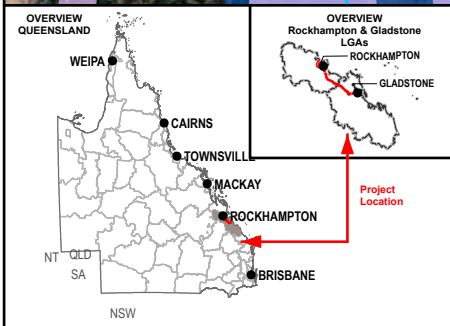 OVERVIEW
QUEENSLAND
WEIPA
CAIRNS
TOWNSVILLE
MACKAY
ROCKHAMPTON
BRISBANE
NT
QLD
SA
NSW
OVERVIEW
Rockhampton & Gladstone
LGAs
ROCKHAMPTON
GLADSTONE
Project
Location